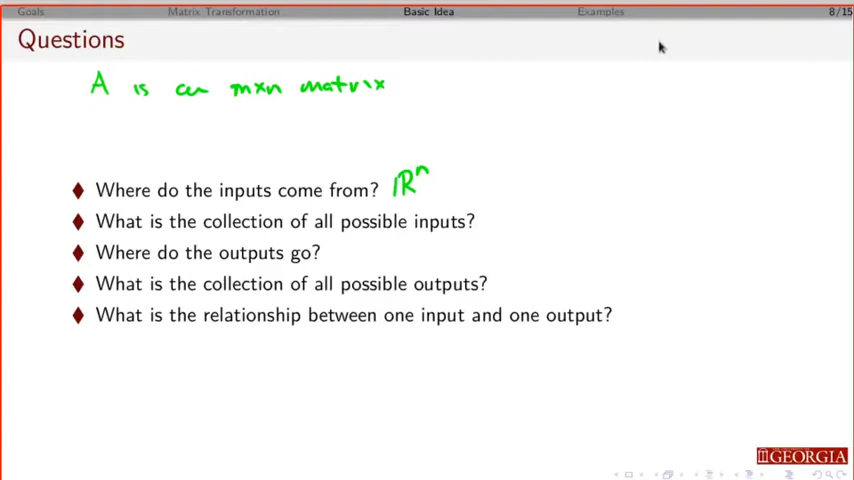 Goals Matrix Transformation Basic Idea Examples 8/15
Questions
A is an mxn matrix
♦ Where do the inputs come from? ℝⁿ
♦ What is the collection of all possible inputs?
♦ Where do the outputs go?
♦ What is the collection of all possible outputs?
♦ What is the relationship between one input and one output?
GEORGIA